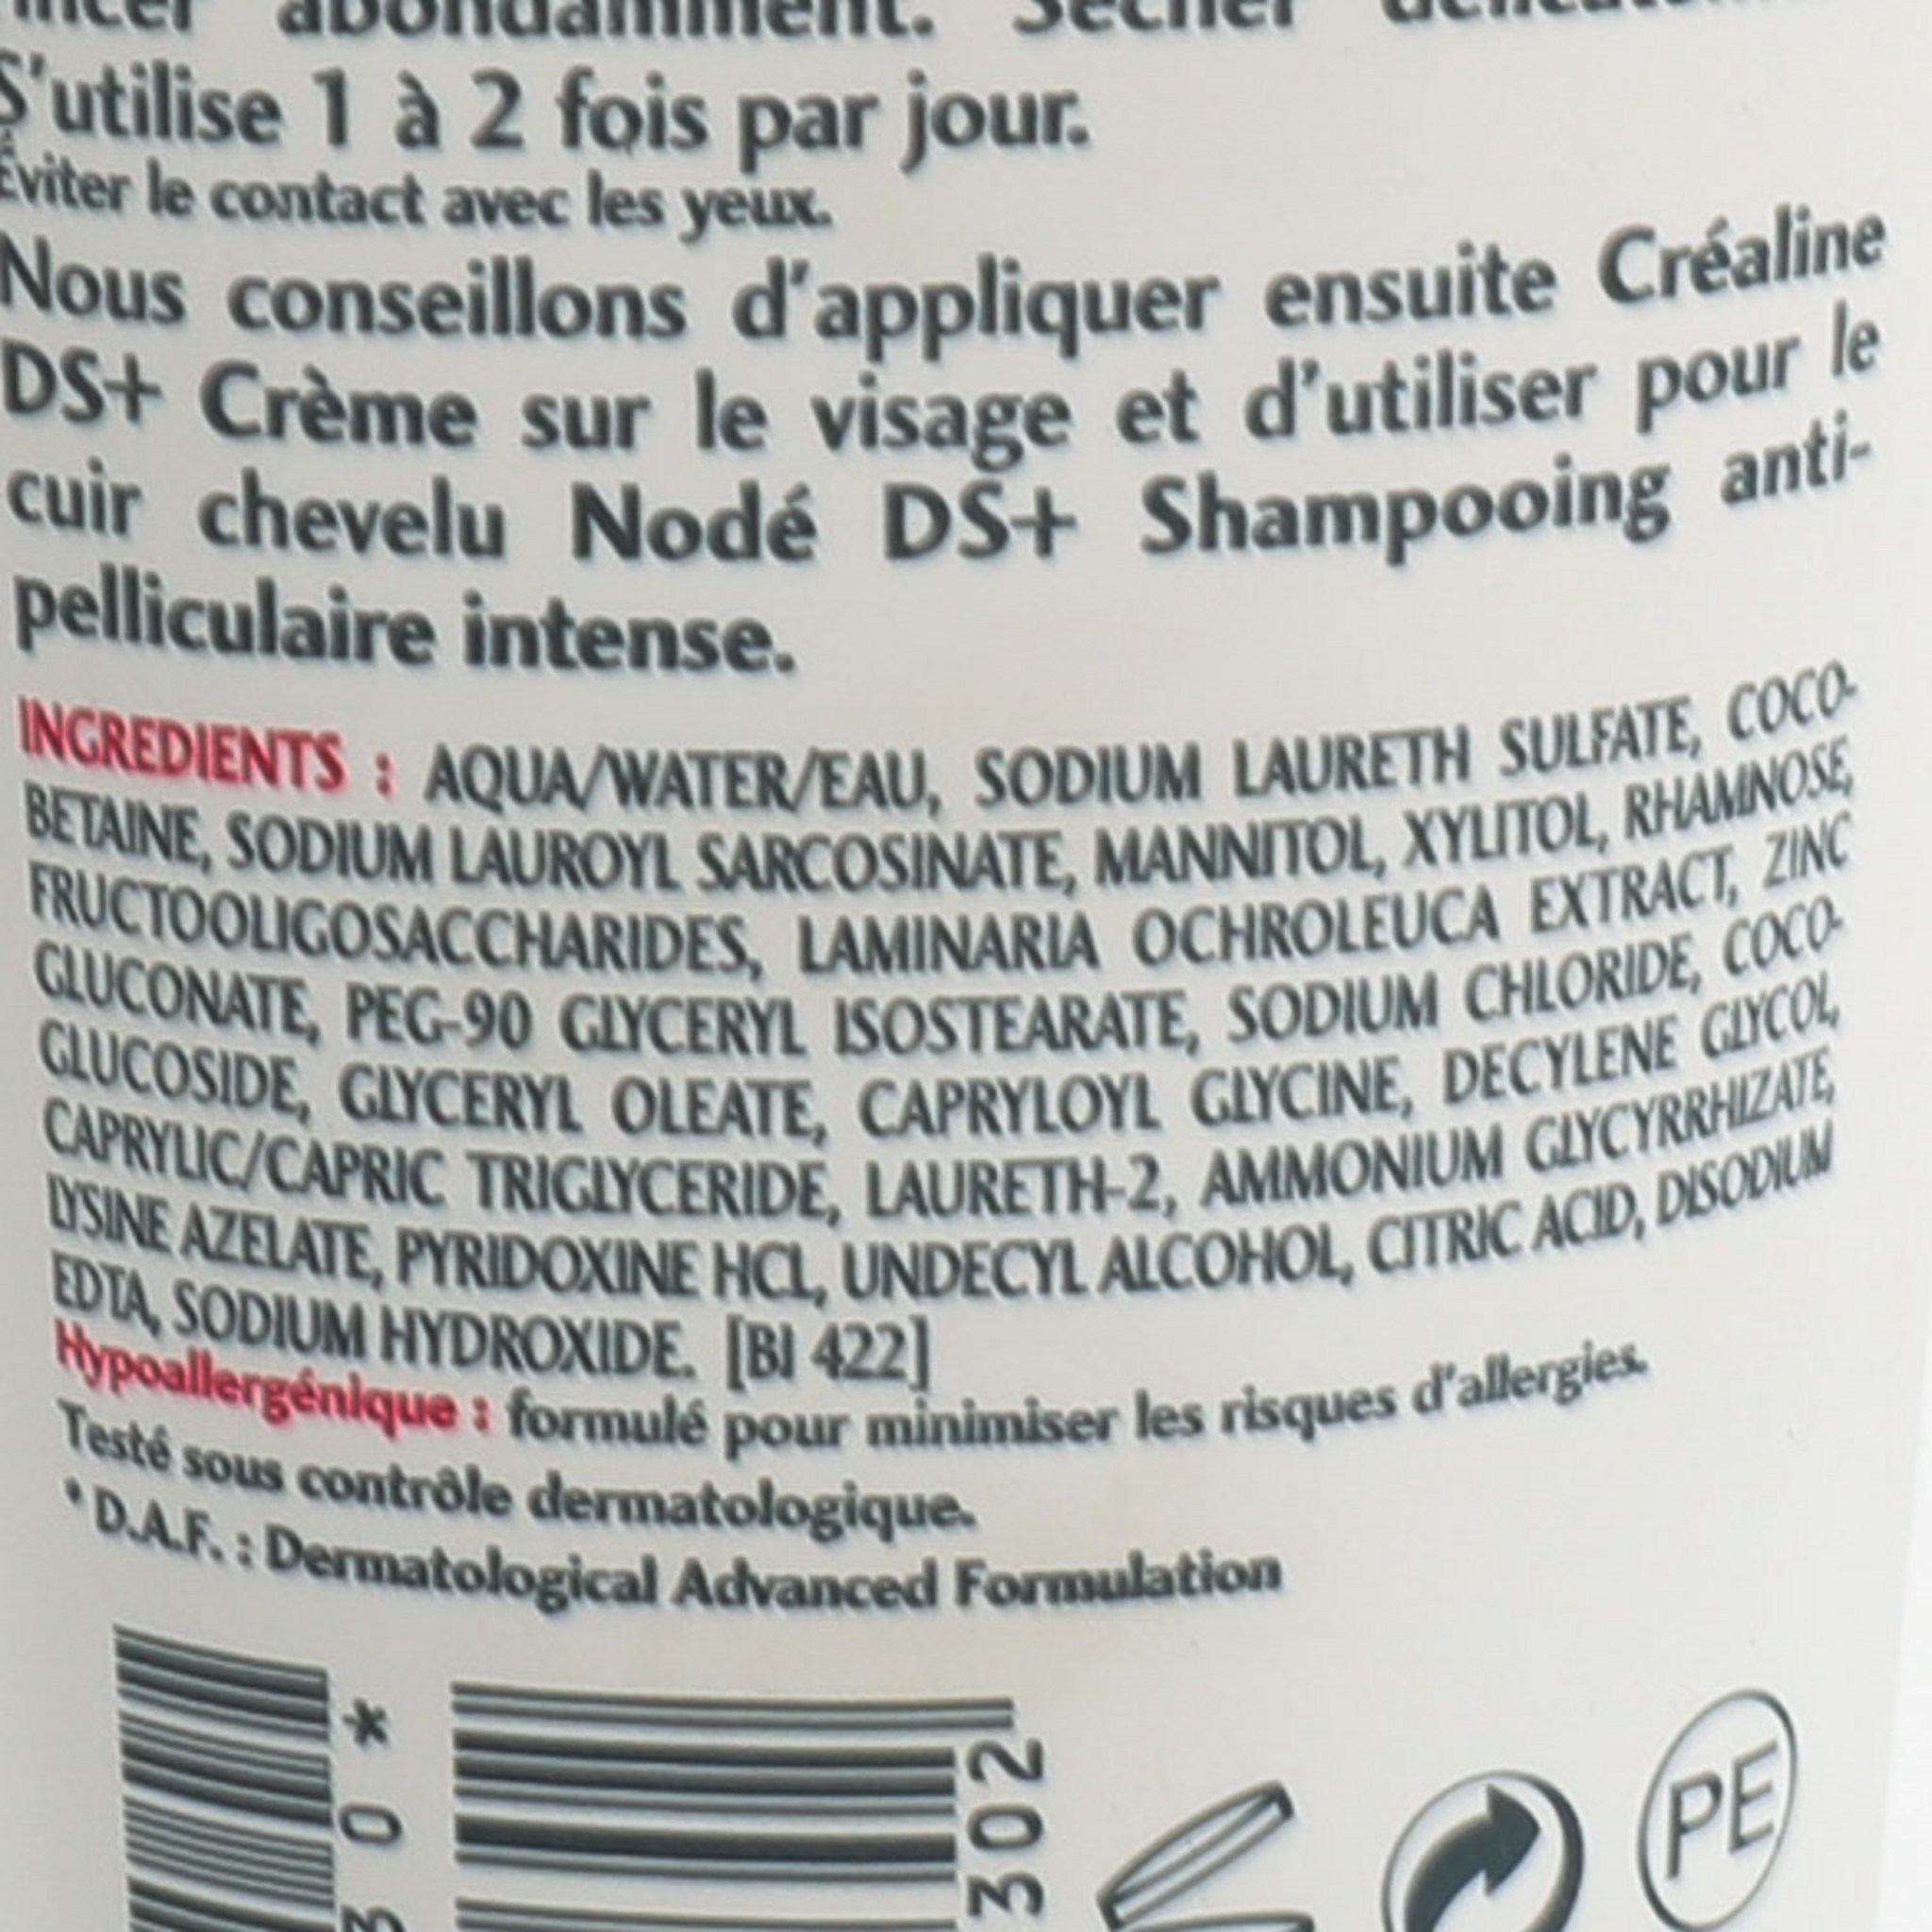 abondamment. Sécher
S'utilise 1 à 2 fois par jour.
Éviter le contact avec les yeux.
Nous conseillons d'appliquer ensuite Créaline
DS+ Crème sur le visage et d'utiliser pour le
cuir chevelu Nodé DS+ Shampooing anti-
pelliculaire intense.
INGREDIENTS : AQUA/WATER/EAU, SODIUM LAURETH SULFATE, COCO-
BETAINE, SODIUM LAUROYL SARCOSINATE, MANNITOL, XYLITOL, RHAMNOSE,
FRUCTOOLIGOSACCHARIDES, LAMINARIA OCHROLEUCA EXTRACT, ZINC
GLUCONATE, PEG-90 GLYCERYL ISOSTEARATE, SODIUM CHLORIDE, COCO-
GLUCOSIDE, GLYCERYL OLEATE, CAPRYLOYL GLYCINE, DECYLENE GLYCOL,
CAPRYLIC/CAPRIC TRIGLYCERIDE, LAURETH-2, AMMONIUM GLYCYRRHIZATE,
LYSINE AZELATE, PYRIDOXINE HCL, UNDECYL ALCOHOL, CITRIC ACID, DISODIUM
EDTA, SODIUM HYDROXIDE. [BI 422]
Hypoallergénique : formulé pour minimiser les risques d'allergies.
Testé sous contrôle dermatologique.
* D.A.F. : Dermatological Advanced Formulation
30*
302
PE